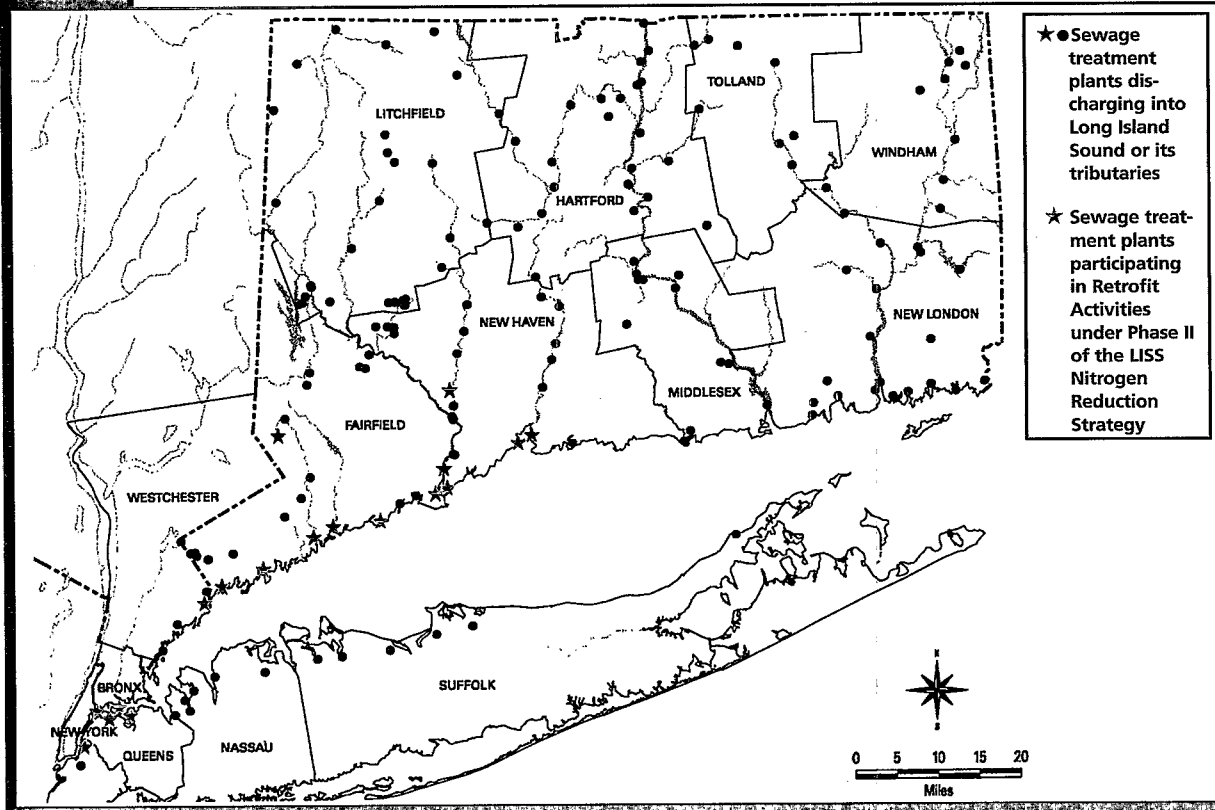 ★●Sewage
treatment
plants dis-
charging into
Long Island
Sound or its
tributaries
★ Sewage treat-
ment plants
participating
in Retrofit
Activities
under Phase II
of the LISS
Nitrogen
Reduction
Strategy
TOLLAND
LITCHFIELD
WINDHAM
HARTFORD
NEW LONDON
NEW HAVEN
MIDDLESEX
FAIRFIELD
WESTCHESTER
SUFFOLK
BRONX
NEW YORK
QUEENS
NASSAU
N
S
0 5 10 15 20
Miles